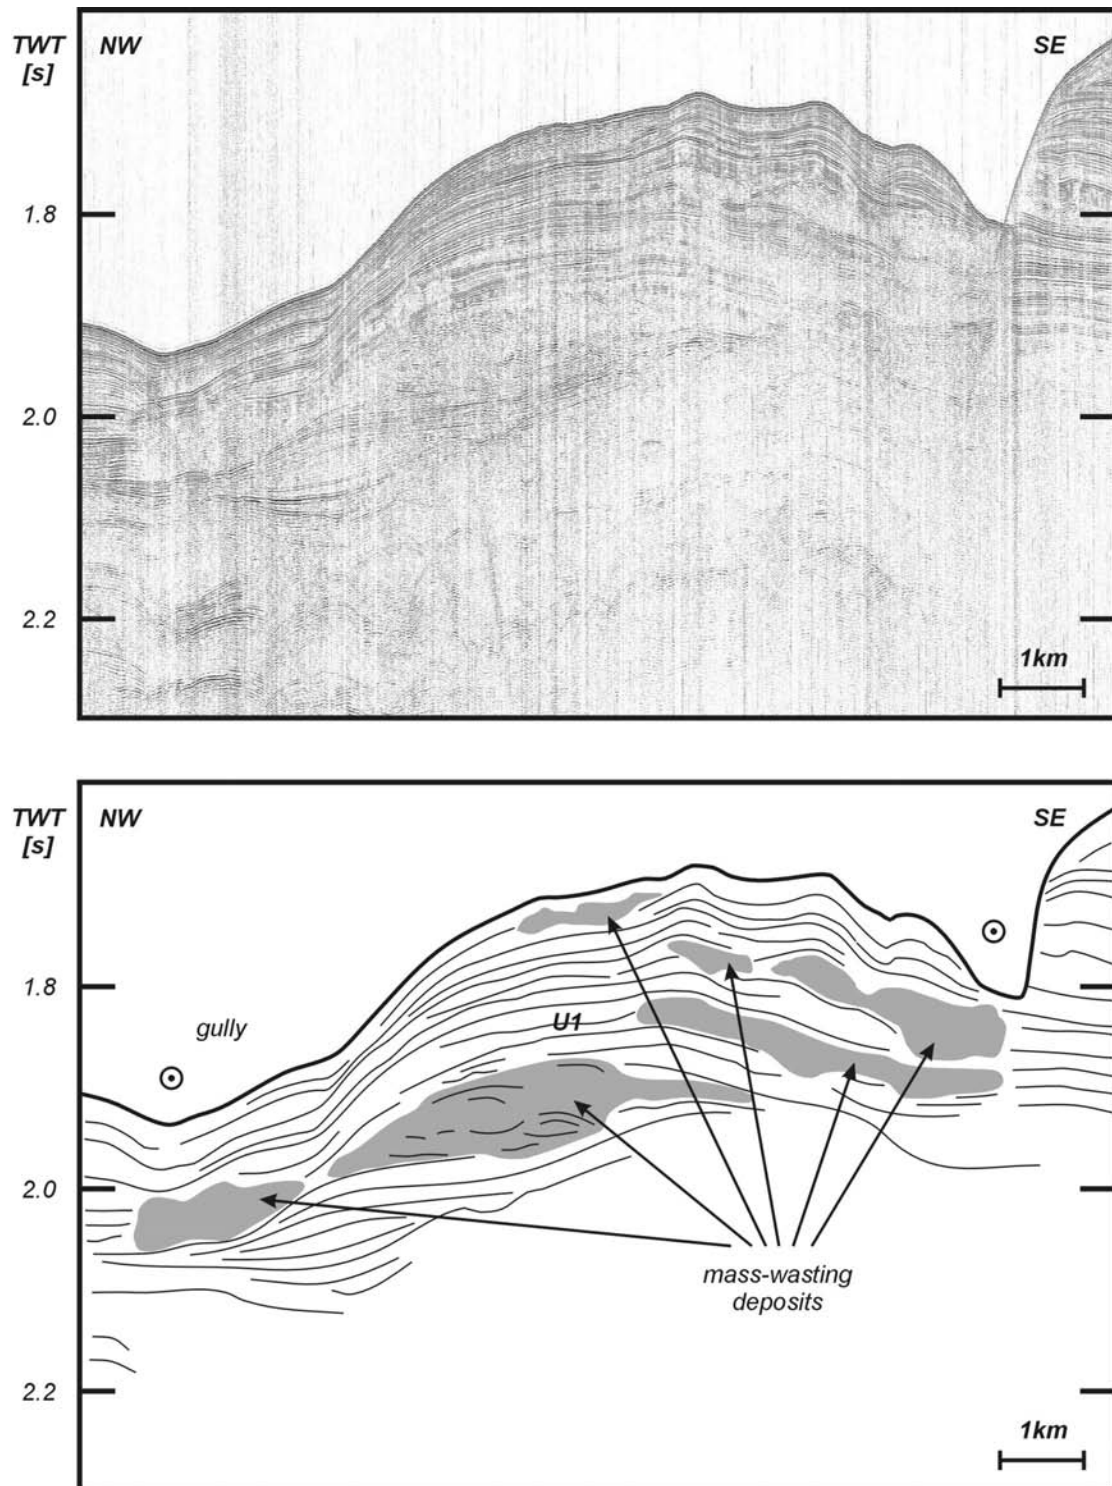 TWT
[s]
NW
SE
1.8
2.0
2.2
1km
TWT
[s]
NW
SE
1.8
gully
U1
2.0
mass-wasting
deposits
2.2
1km